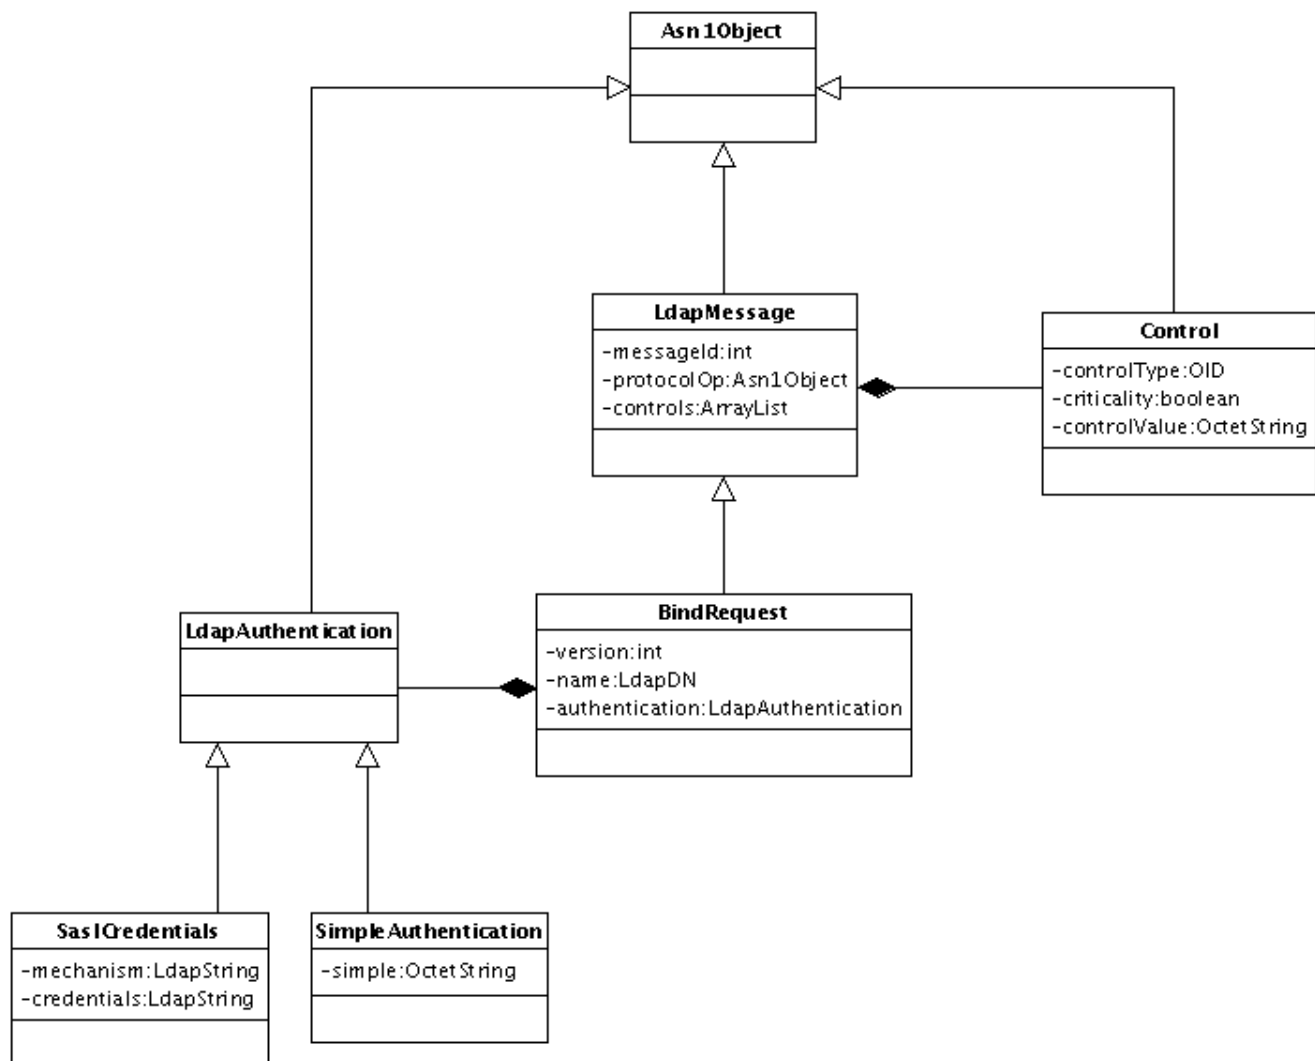 Asn1Object
LdapMessage
-messageId:int
-protocolOp:Asn1Object
-controls:ArrayList
Control
-controlType:OID
-criticality:boolean
-controlValue:OctetString
LdapAuthentication
BindRequest
-version:int
-name:LdapDN
-authentication:LdapAuthentication
SaslCredentials
-mechanism:LdapString
-credentials:LdapString
SimpleAuthentication
-simple:OctetString